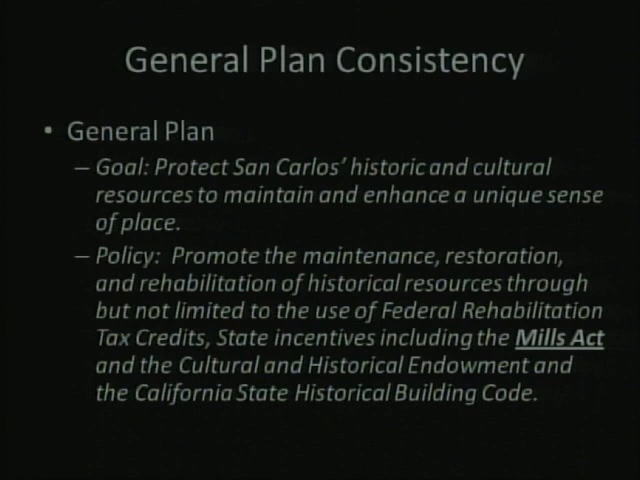 General Plan Consistency
• General Plan
– Goal: Protect San Carlos' historic and cultural
resources to maintain and enhance a unique sense
of place.
– Policy:  Promote the maintenance, restoration,
and rehabilitation of historical resources through
but not limited to the use of Federal Rehabilitation
Tax Credits, State incentives including the Mills Act
and the Cultural and Historical Endowment and
the California State Historical Building Code.